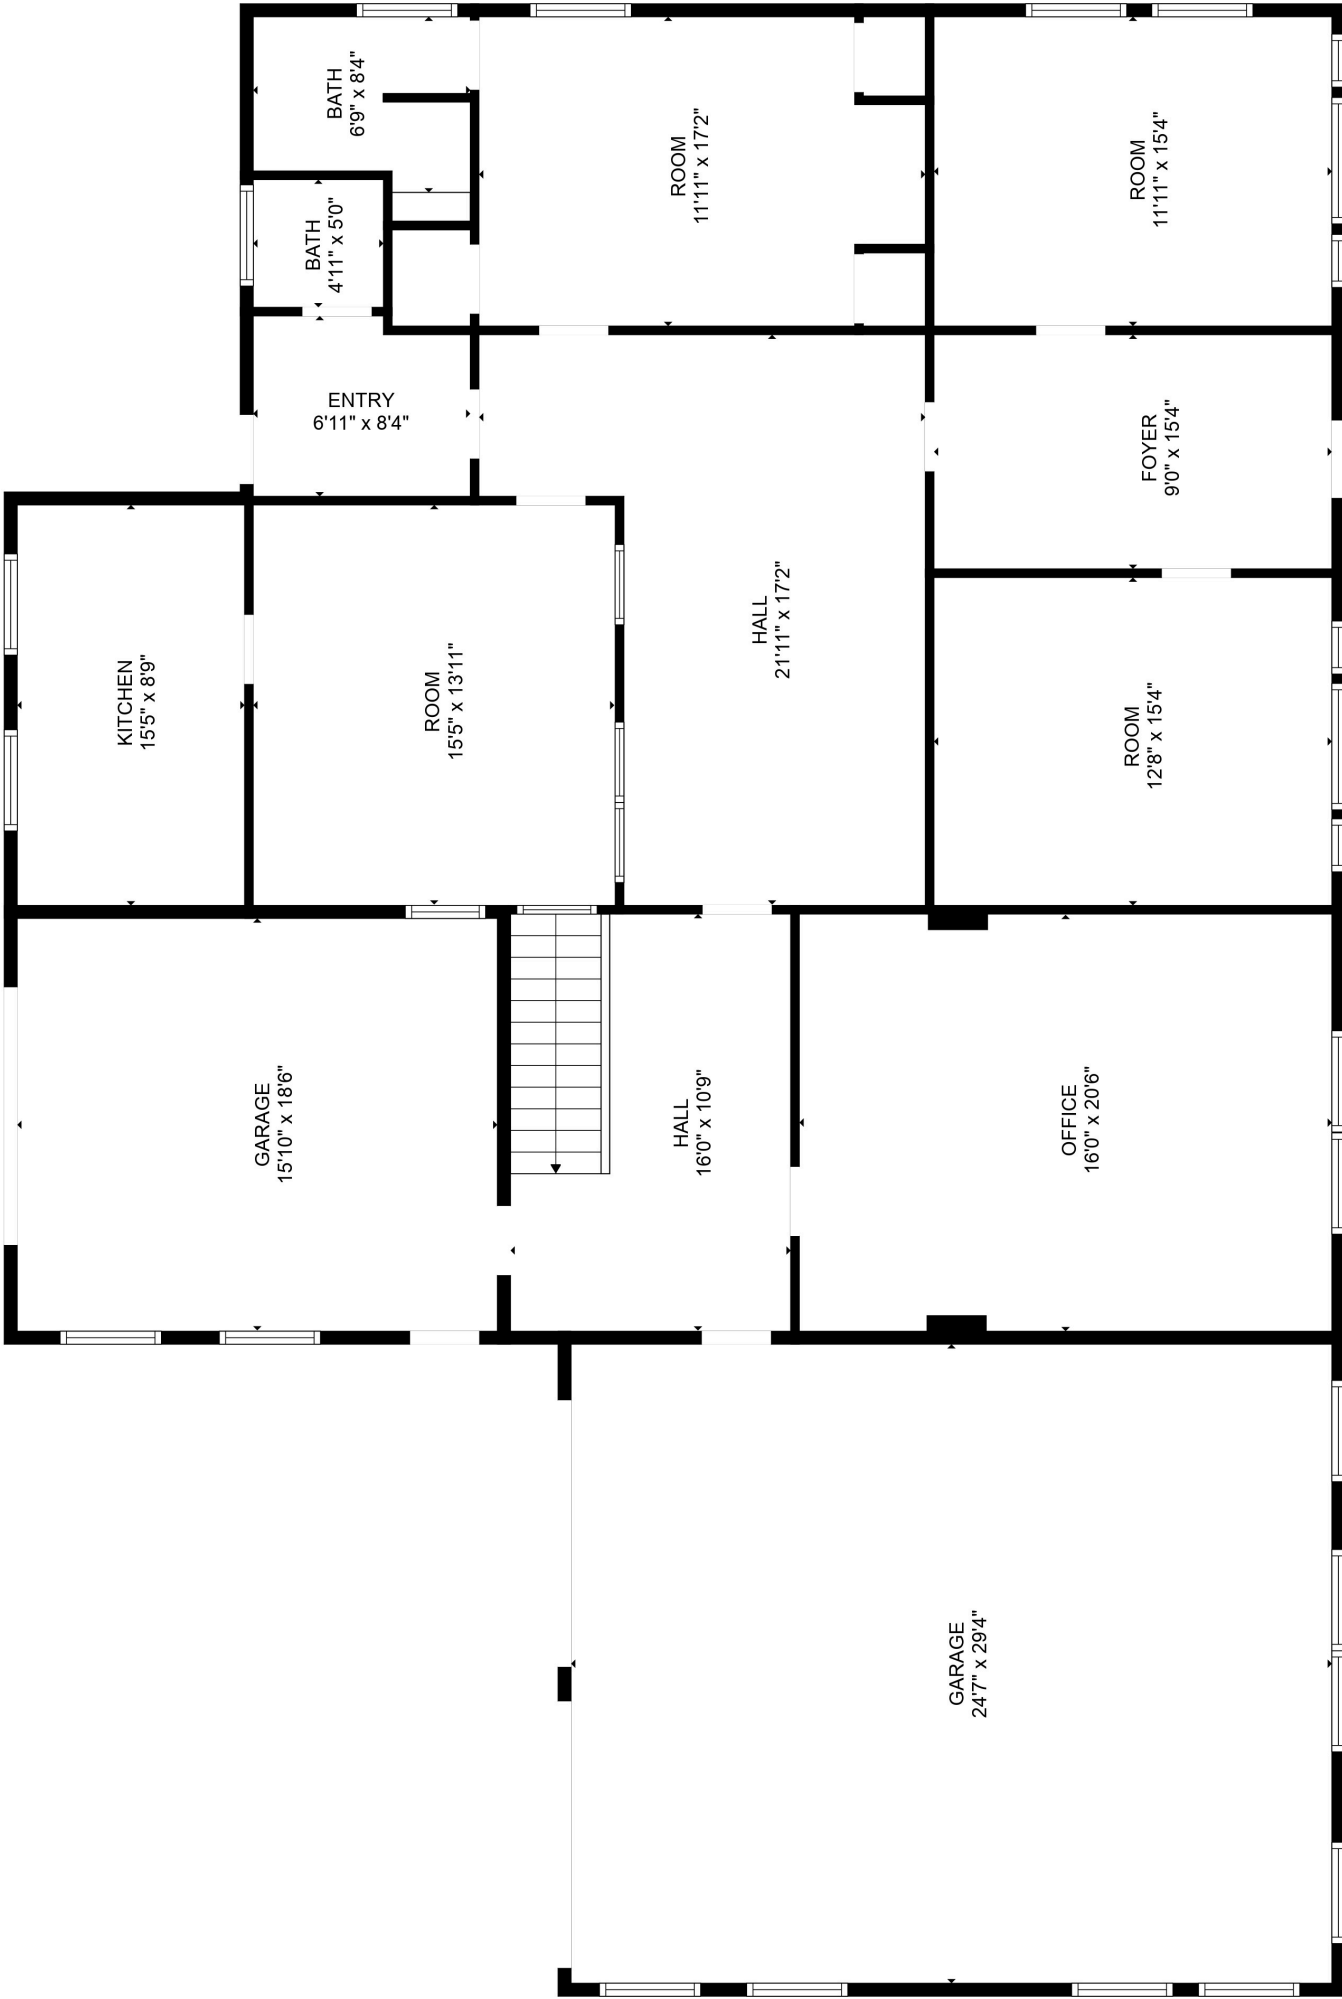 BATH
6'9" x 8'4"
ROOM
11'11" x 17'2"
ROOM
11'11" x 15'4"
BATH
4'11" x 5'0"
ENTRY
6'11" x 8'4"
FOYER
9'0" x 15'4"
HALL
21'11" x 17'2"
KITCHEN
15'5" x 8'9"
ROOM
15'5" x 13'11"
ROOM
12'8" x 15'4"
GARAGE
15'10" x 18'6"
HALL
16'0" x 10'9"
OFFICE
16'0" x 20'6"
GARAGE
24'7" x 29'4"